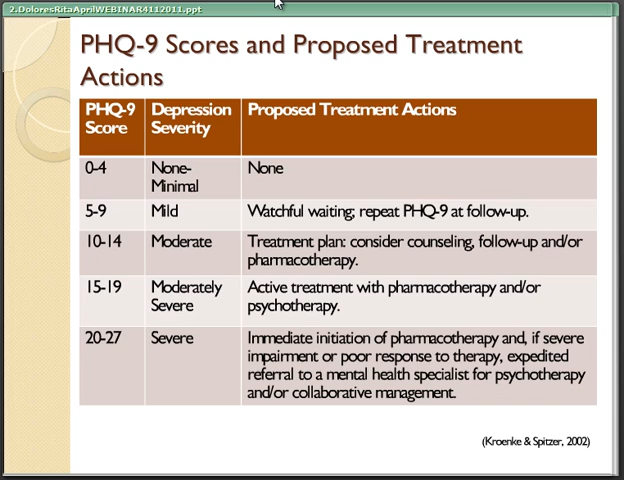 2.DoloresRitaAprilWEBINAR4112011.ppt
PHQ-9 Scores and Proposed Treatment
Actions
PHQ-9 Score Depression Severity Proposed Treatment Actions
0-4 None-Minimal None
5-9 Mild Watchful waiting; repeat PHQ-9 at follow-up.
10-14 Moderate Treatment plan: consider counseling, follow-up and/or
pharmacotherapy.
15-19 Moderately Severe Active treatment with pharmacotherapy and/or
psychotherapy.
20-27 Severe Immediate initiation of pharmacotherapy and, if severe
impairment or poor response to therapy, expedited
referral to a mental health specialist for psychotherapy
and/or collaborative management.
(Kroenke & Spitzer, 2002)